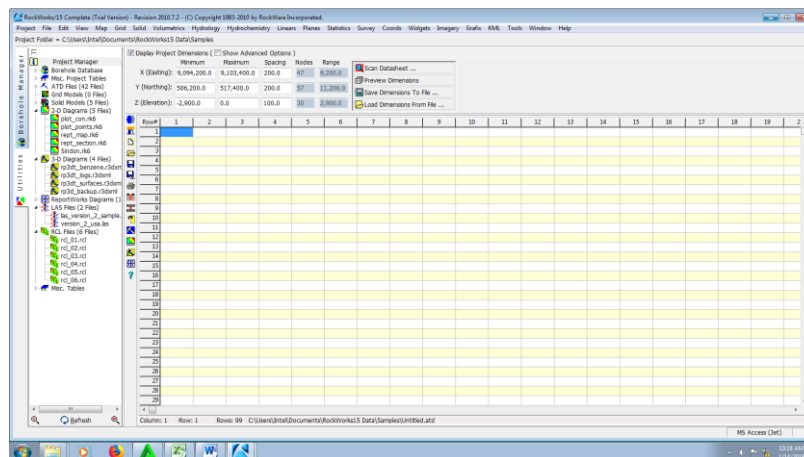 RockWorks15 Complete (Trial Version) - Revision 2010.7.2 - (C) Copyright 1983-2010 by RockWare Incorporated.
Project File Edit View Map Grid Solid Volumetrics Hydrology Hydrochemistry Linears Planes Statistics Survey Coords Widgets Imagery Grafix KML Tools Window Help
Project Folder = C:\Users\Intel\Documents\RockWorks15 Data\Samples
Borehole Manager
Utilities
Project Manager
Borehole Database
Misc. Project Tables
ATD Files (42 Files)
Grid Models (0 Files)
Solid Models (5 Files)
2-D Diagrams (5 Files)
plot_con.rk6
plot_points.rk6
rept_map.rk6
rept_section.rk6
Sindon.rk6
3-D Diagrams (4 Files)
rp3dt_benzene.r3dxm
rp3dt_logs.r3dxml
rp3dt_surfaces.r3dxm
rp3d_backup.r3dxml
ReportWorks Diagrams (1
LAS Files (2 Files)
las_version_2_sample.
version_2_usa.las
RCL Files (6 Files)
rcl_01.rcl
rcl_02.rcl
rcl_03.rcl
rcl_04.rcl
rcl_05.rcl
rcl_06.rcl
Misc. Tables
Refresh
Display Project Dimensions ( Show Advanced Options )
Minimum Maximum Spacing Nodes Range
X (Easting): 9,094,200.0 9,103,400.0 200.0 47 9,200.0
Y (Northing): 506,200.0 517,400.0 200.0 57 11,200.0
Z (Elevation): -2,900.0 0.0 100.0 30 2,900.0
Scan Datasheet ...
Preview Dimensions
Save Dimensions To File ...
Load Dimensions From File ...
Row# 1 2 3 4 5 6 7 8 9 10 11 12 13 14 15 16 17 18 19 2
1
2
3
4
5
6
7
8
9
10
11
12
13
14
15
16
17
18
19
20
21
22
23
24
25
26
27
28
29
Column: 1 Row: 1 Rows: 99 C:\Users\Intel\Documents\RockWorks15 Data\Samples\Untitled.atd
MS Access (Jet)
10:18 AM